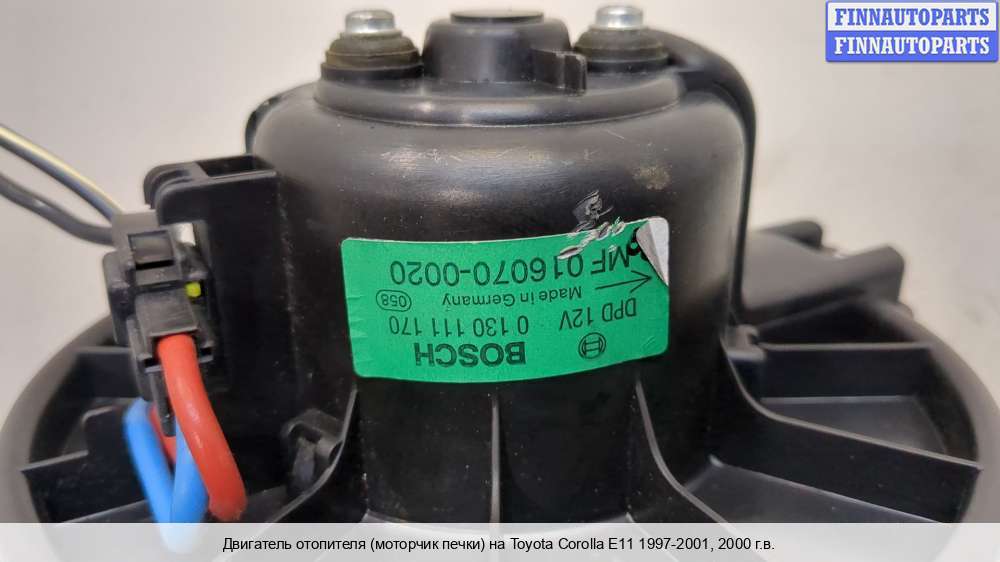 FINNAUTOPARTS
FINNAUTOPARTS
BOSCH
0 130 111 170
DPD 12V
Made in Germany 058
MF 016070-0020
Двигатель отопителя (моторчик печки) на Toyota Corolla E11 1997-2001, 2000 г.в.